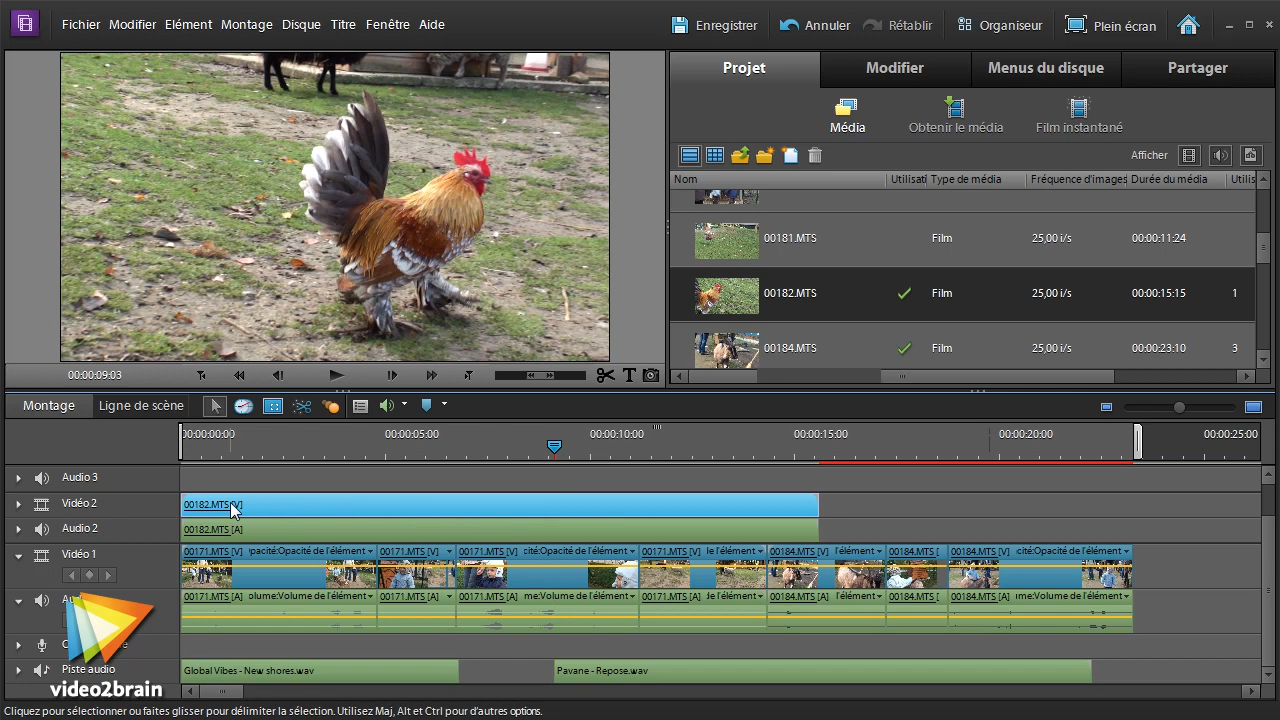 Fichier Modifier Elément Montage Disque Titre Fenêtre Aide
Enregistrer Annuler Rétablir Organiseur Plein écran
Projet Modifier Menus du disque Partager
Média Obtenir le média Film instantané
Afficher
Nom Utilisati Type de média Fréquence d'images Durée du média Utilis
00181.MTS Film 25,00 i/s 00:00:11:24
00182.MTS Film 25,00 i/s 00:00:15:15 1
00184.MTS Film 25,00 i/s 00:00:23:10 3
00:00:09:03
Montage Ligne de scène
00:00:00:00 00:00:05:00 00:00:10:00 00:00:15:00 00:00:20:00 00:00:25:00
Audio 3
Vidéo 2 00182.MTS [V]
Audio 2 00182.MTS [A]
Vidéo 1 00171.MTS [V] pacité:Opacité de l'élément 00171.MTS [V] 00171.MTS [V] cité:Opacité de l'élément 00171.MTS [V] le l'élément 00184.MTS [V] l'élément 00184.MTS [ 00184.MTS [V] cité:Opacité de l'élément
00171.MTS [A] olume:Volume de l'élément 00171.MTS [A] 00171.MTS [A] me:Volume de l'élément 00171.MTS [A] le l'élément 00184.MTS [A] l'élément 00184.MTS [ 00184.MTS [A] me:Volume de l'élément
Piste audio Global Vibes - New shores.wav Pavane - Repose.wav
video2brain
Cliquez pour sélectionner ou faites glisser pour délimiter la sélection. Utilisez Maj, Alt et Ctrl pour d'autres options.